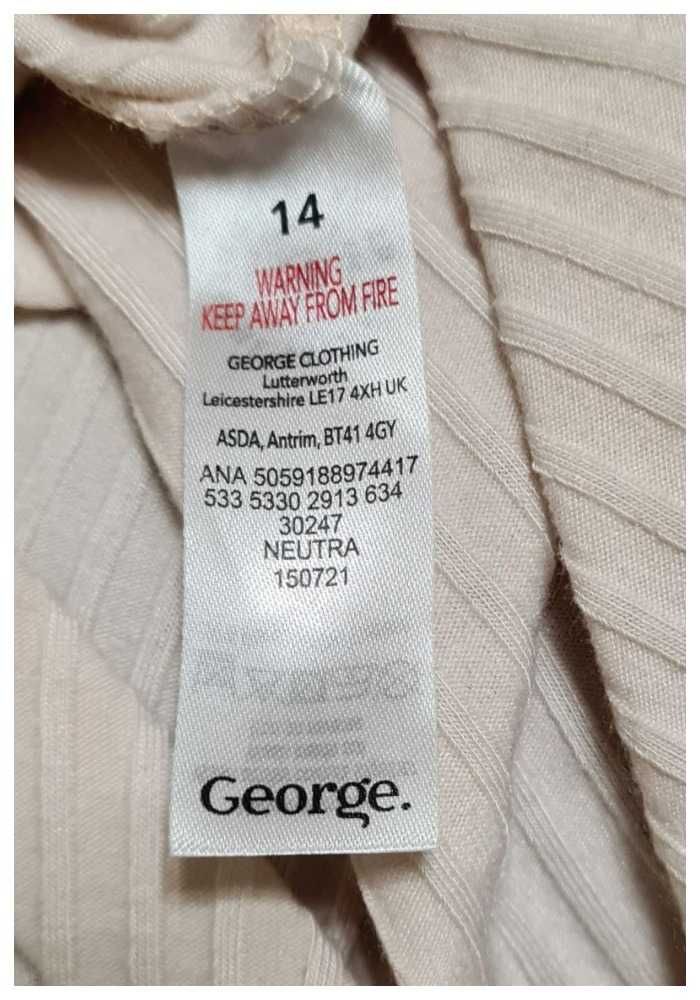 14
WARNING
KEEP AWAY FROM FIRE
GEORGE CLOTHING
Lutterworth
Leicestershire LE17 4XH UK
ASDA, Antrim, BT41 4GY
ANA 5059188974417
533 5330 2913 634
30247
NEUTRA
150721
George.